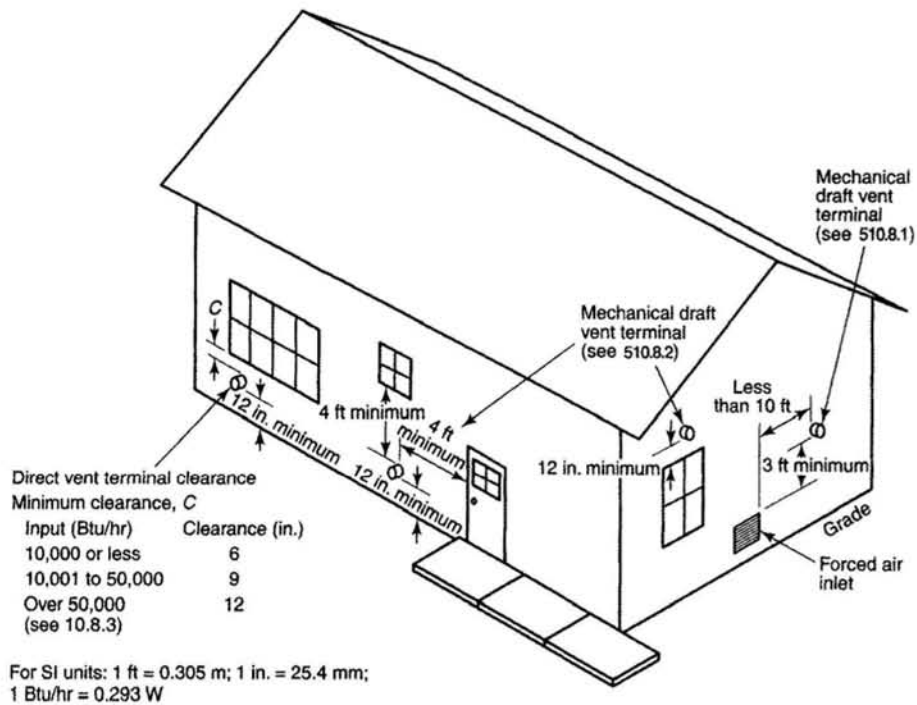 Mechanical
draft vent
terminal
(see 510.8.1)
Mechanical draft
vent terminal
(see 510.8.2)
C
Less
than 10 ft
12 in. minimum
4 ft minimum
4 ft
minimum
12 in. minimum
12 in. minimum
3 ft minimum
Grade
Forced air
inlet
Direct vent terminal clearance
Minimum clearance, C
Input (Btu/hr) Clearance (in.)
10,000 or less 6
10,001 to 50,000 9
Over 50,000 12
(see 10.8.3)
For SI units: 1 ft = 0.305 m; 1 in. = 25.4 mm;
1 Btu/hr = 0.293 W